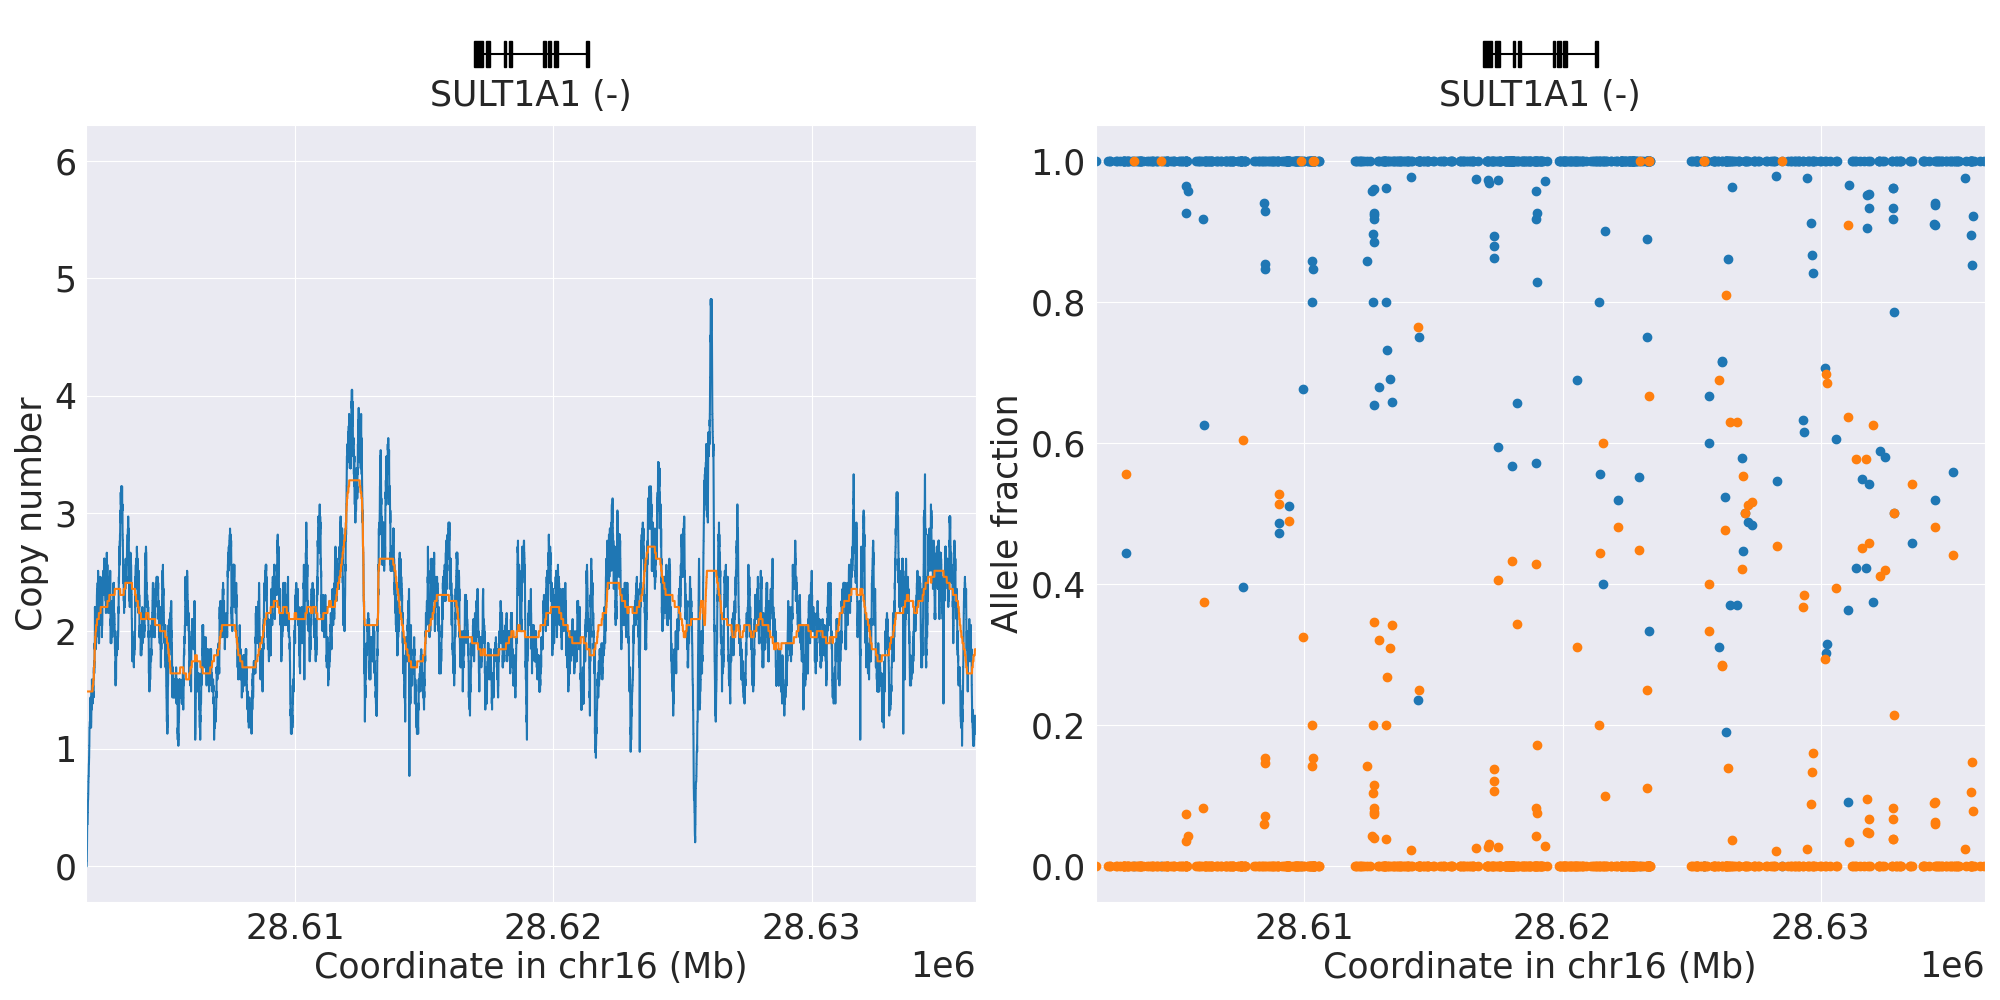 SULT1A1 (-)
6
5
4
3
2
1
0
Copy number
28.61
28.62
28.63
Coordinate in chr16 (Mb)
1e6
SULT1A1 (-)
1.0
0.8
0.6
0.4
0.2
0.0
Allele fraction
28.61
28.62
28.63
Coordinate in chr16 (Mb)
1e6